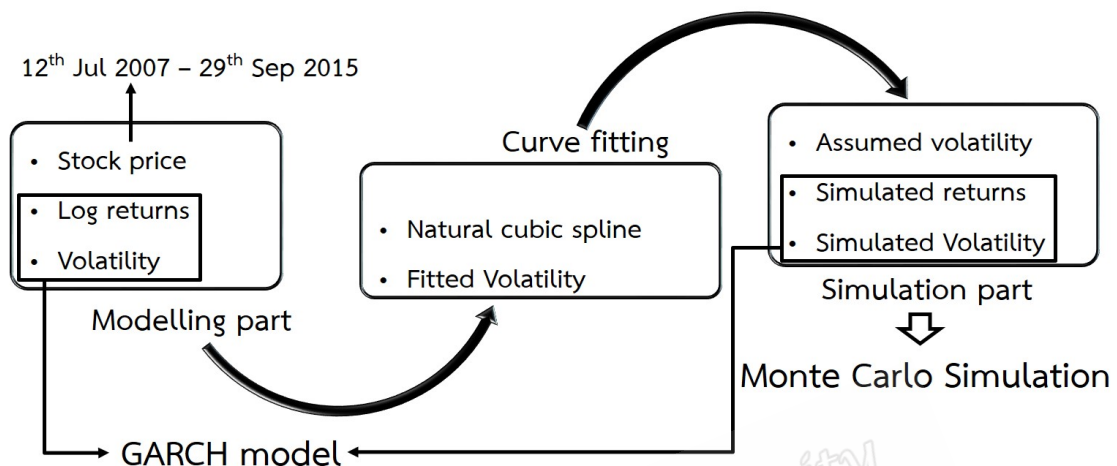 12th Jul 2007 – 29th Sep 2015
• Stock price
• Log returns
• Volatility
Modelling part
Curve fitting
• Natural cubic spline
• Fitted Volatility
• Assumed volatility
• Simulated returns
• Simulated Volatility
Simulation part
Monte Carlo Simulation
GARCH model